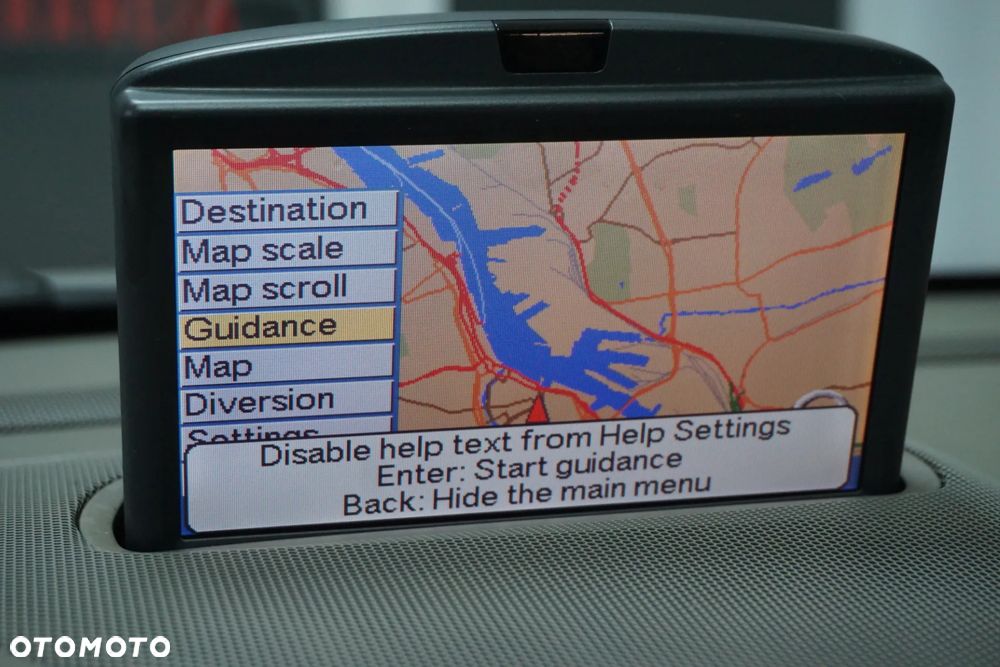 Destination
Map scale
Map scroll
Guidance
Map
Diversion
Settings
Disable help text from Help Settings
Enter: Start guidance
Back: Hide the main menu
OTOMOTO